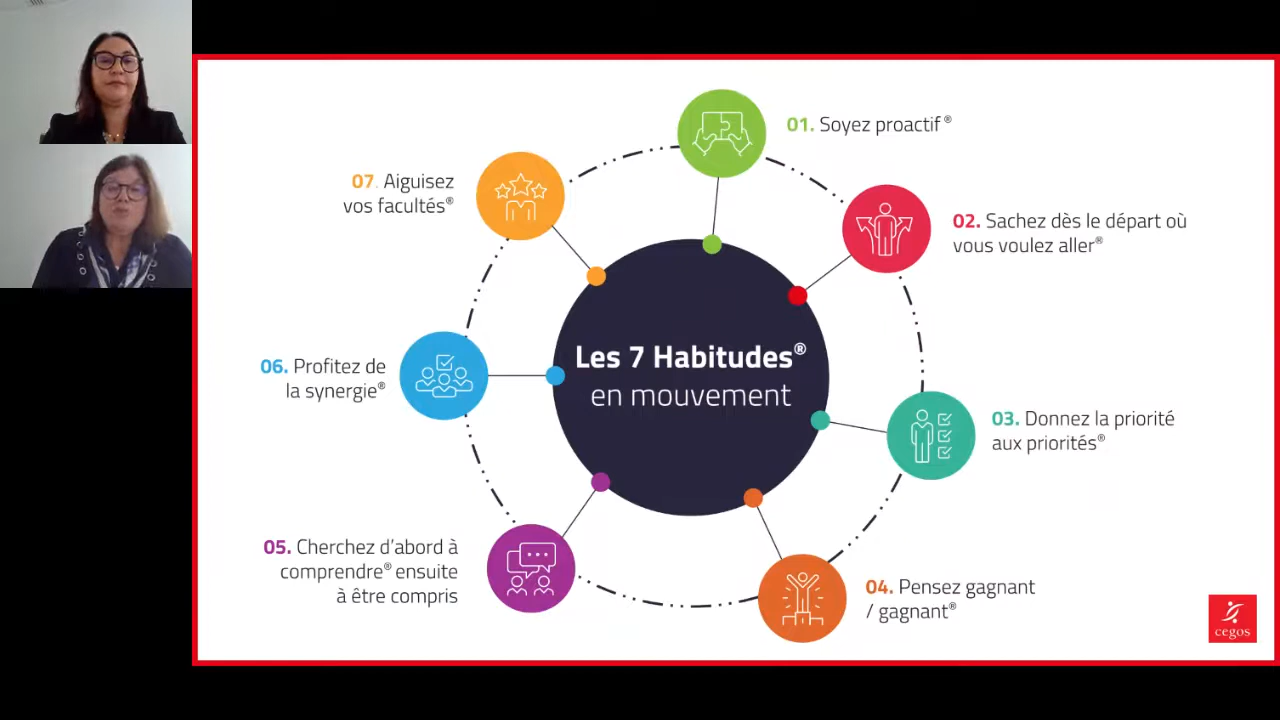 Les 7 Habitudes®
en mouvement
01. Soyez proactif®
02. Sachez dès le départ où
vous voulez aller®
03. Donnez la priorité
aux priorités®
04. Pensez gagnant
/ gagnant®
05. Cherchez d’abord à
comprendre® ensuite
à être compris
06. Profitez de
la synergie®
07. Aiguisez
vos facultés®
cegos